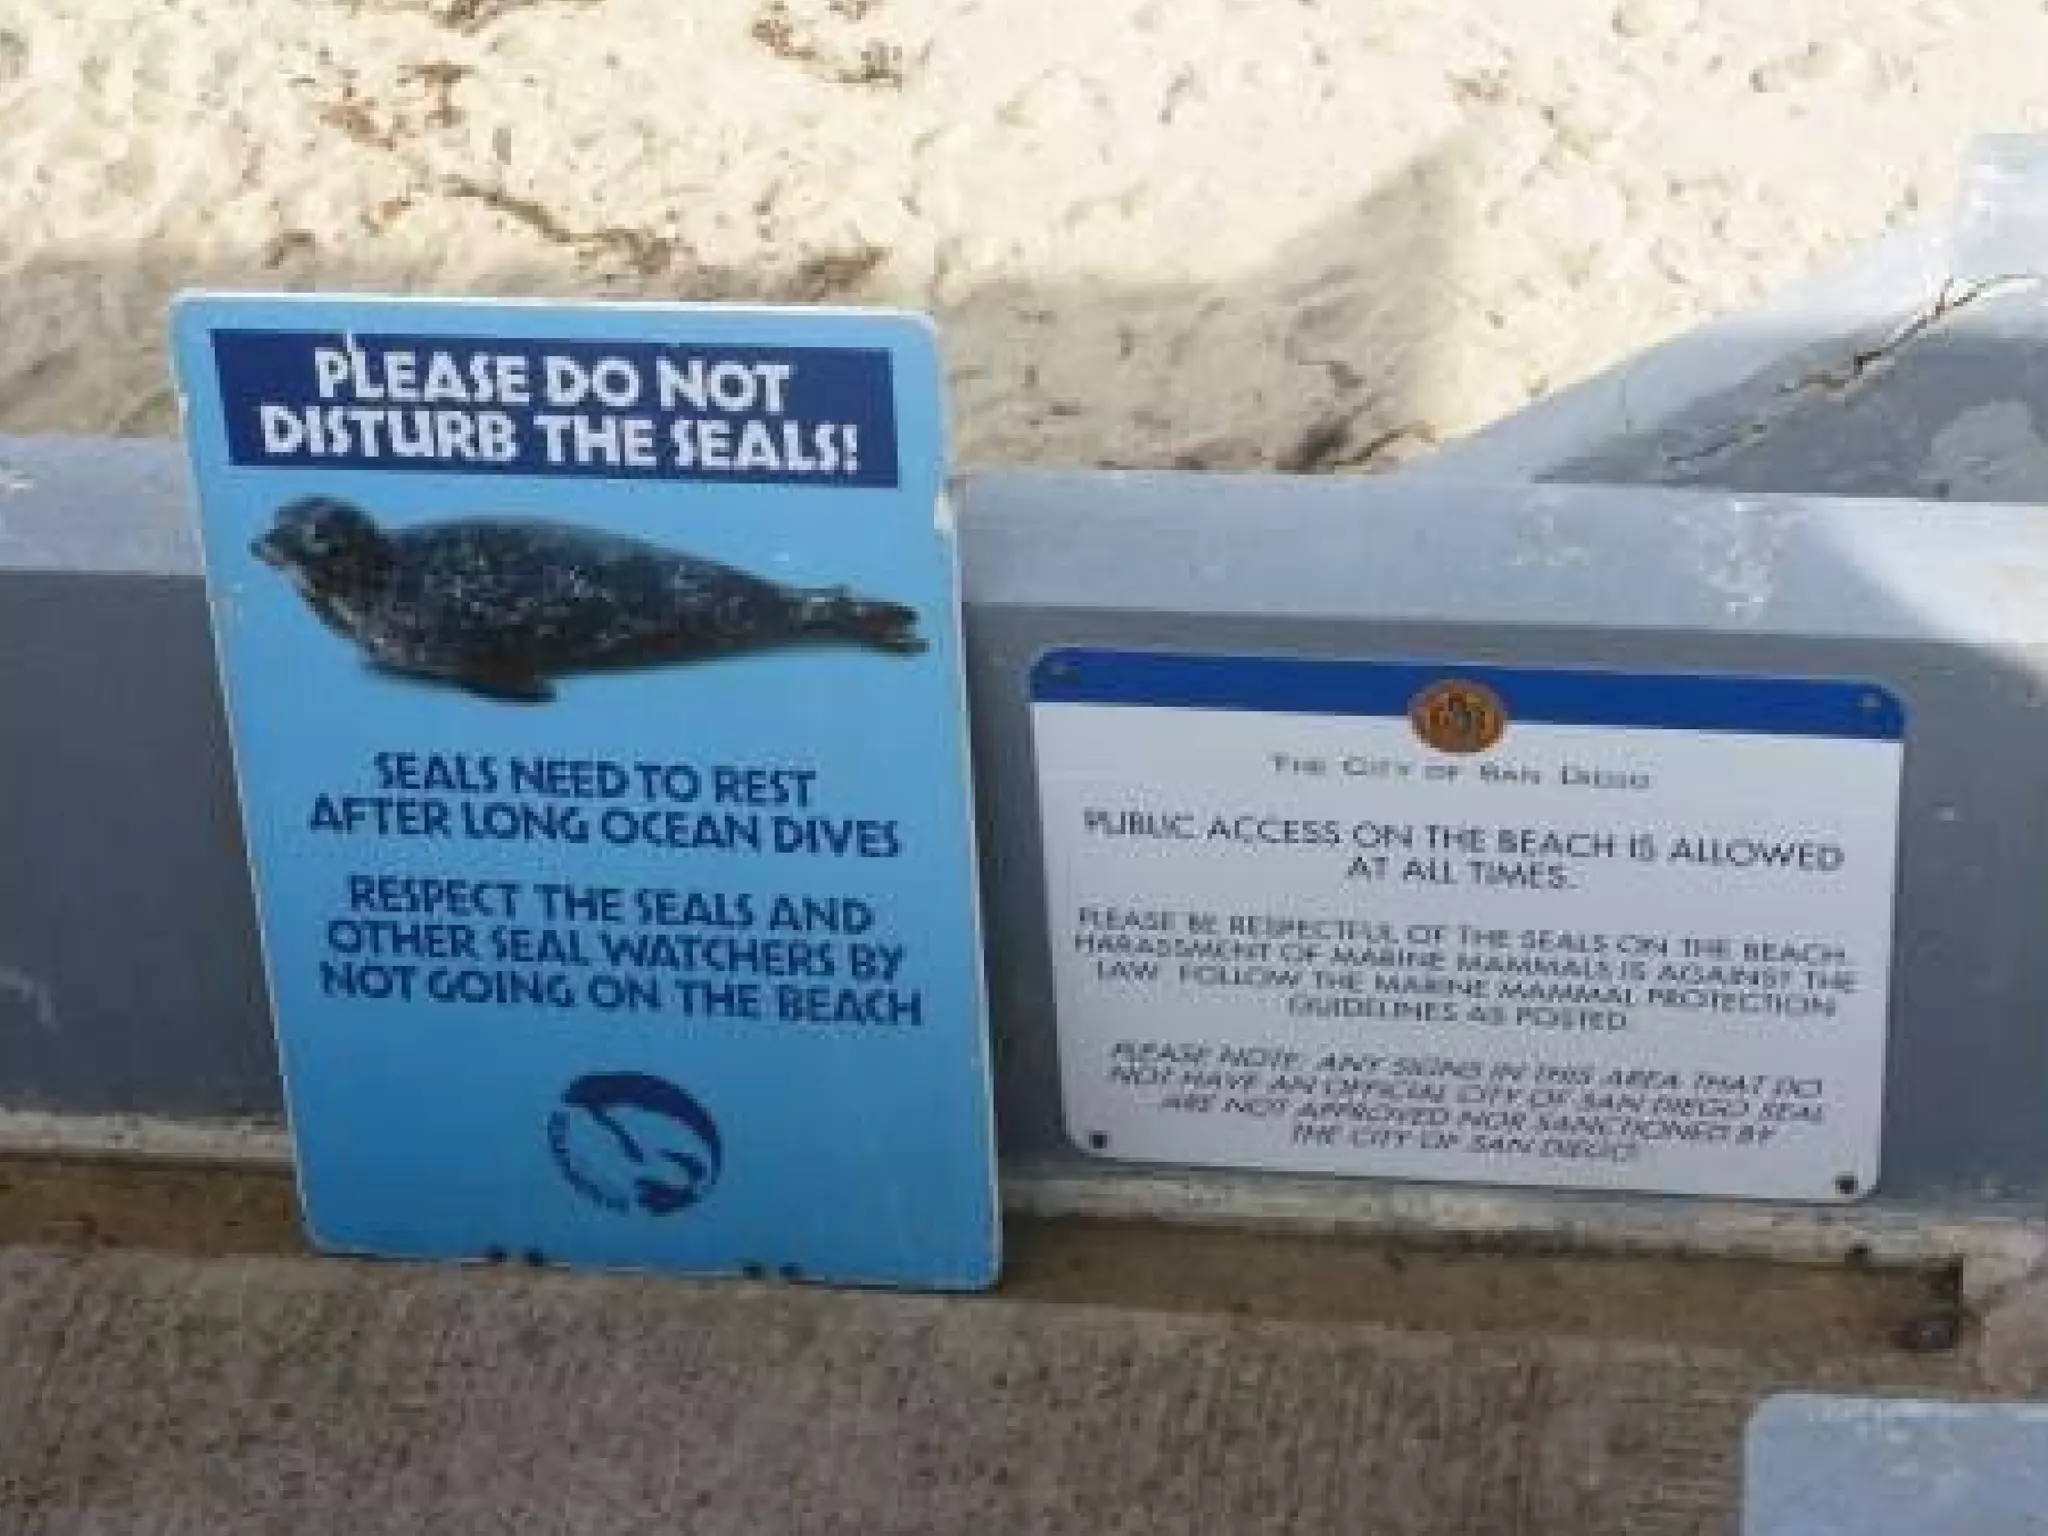 PLEASE DO NOT
DISTURB THE SEALS!
SEALS NEED TO REST
AFTER LONG OCEAN DIVES
RESPECT THE SEALS AND
OTHER SEAL WATCHERS BY
NOT GOING ON THE BEACH
THE CITY OF SAN DIEGO
PUBLIC ACCESS ON THE BEACH IS ALLOWED
AT ALL TIMES.
PLEASE BE RESPECTFUL OF THE SEALS ON THE BEACH.
HARASSMENT OF MARINE MAMMALS IS AGAINST THE
LAW. FOLLOW THE MARINE MAMMAL PROTECTION
GUIDELINES AS POSTED.
PLEASE NOTE: ANY SIGNS IN THIS AREA THAT DO
NOT HAVE AN OFFICIAL CITY OF SAN DIEGO SEAL
ARE NOT APPROVED NOR SANCTIONED BY
THE CITY OF SAN DIEGO.